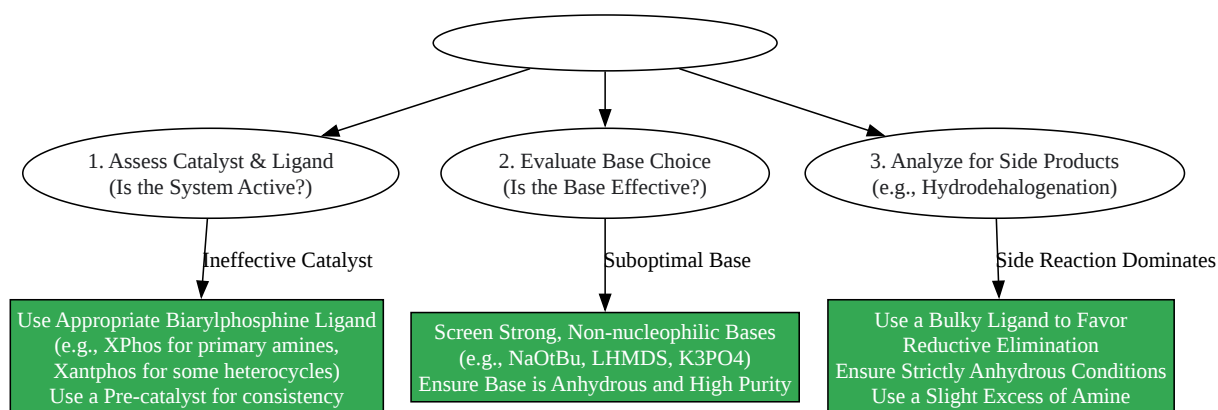 1. Assess Catalyst & Ligand
(Is the System Active?)
2. Evaluate Base Choice
(Is the Base Effective?)
3. Analyze for Side Products
(e.g., Hydrodehalogenation)
Ineffective Catalyst
Suboptimal Base
Side Reaction Dominates
Use Appropriate Biarylphosphine Ligand
(e.g., XPhos for primary amines,
Xantphos for some heterocycles)
Use a Pre-catalyst for consistency
Screen Strong, Non-nucleophilic Bases
(e.g., NaOtBu, LHMDS, K3PO4)
Ensure Base is Anhydrous and High Purity
Use a Bulky Ligand to Favor
Reductive Elimination
Ensure Strictly Anhydrous Conditions
Use a Slight Excess of Amine